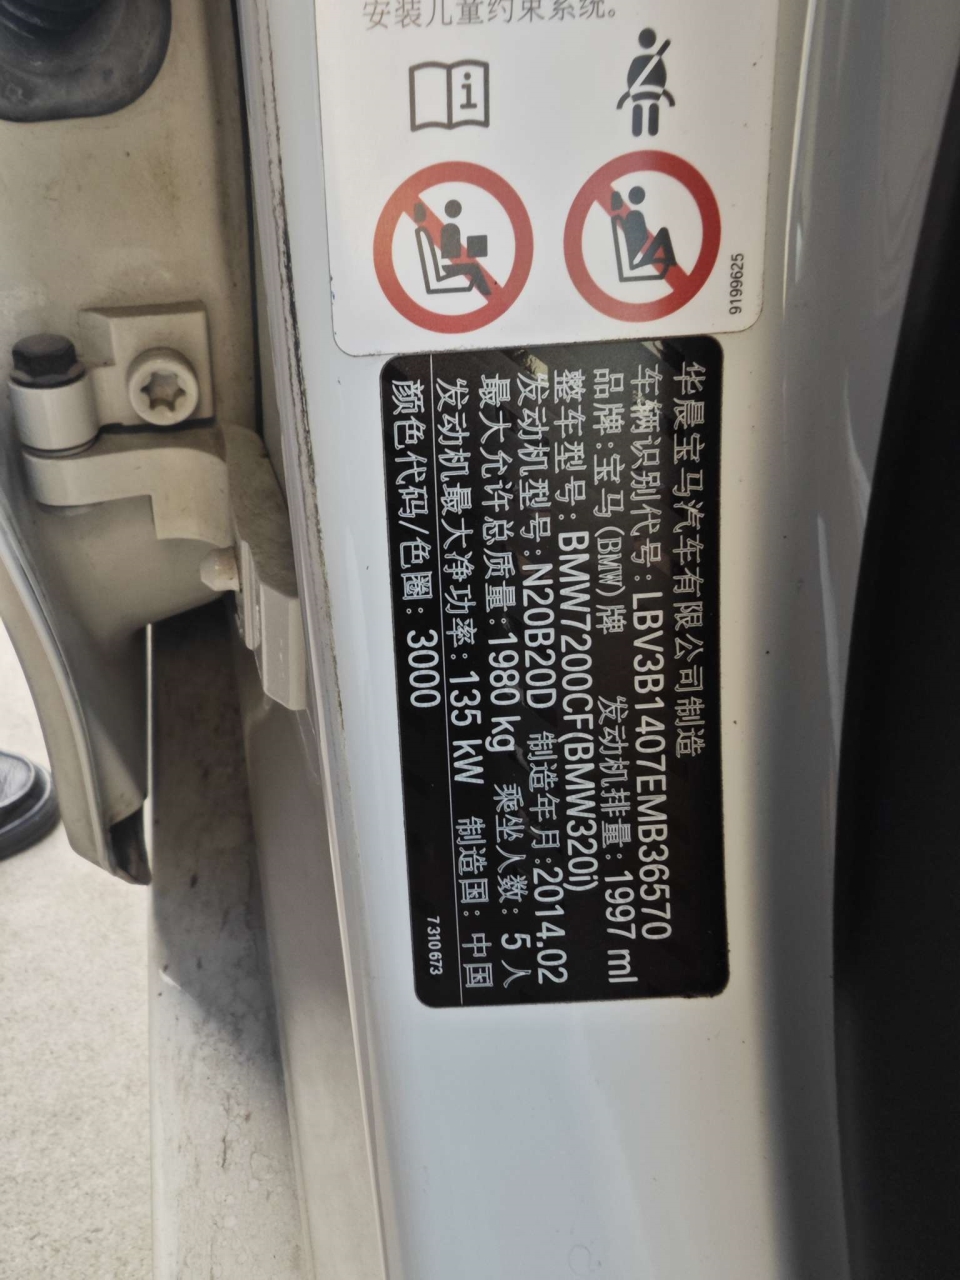 安装儿童约束系统。
9199625
华晨宝马汽车有限公司制造
车辆识别代号:LBV3B1407EMB36570
品牌:宝马(BMW)牌 发动机排量:1997 ml
整车型号:BMW7200CF(BMW320i)
发动机型号:N20B20D 制造年月:2014.02
最大允许总质量:1980 kg 乘坐人数: 5 人
发动机最大净功率: 135 kW 制造国: 中国
颜色代码/色圈: 3000
7310673